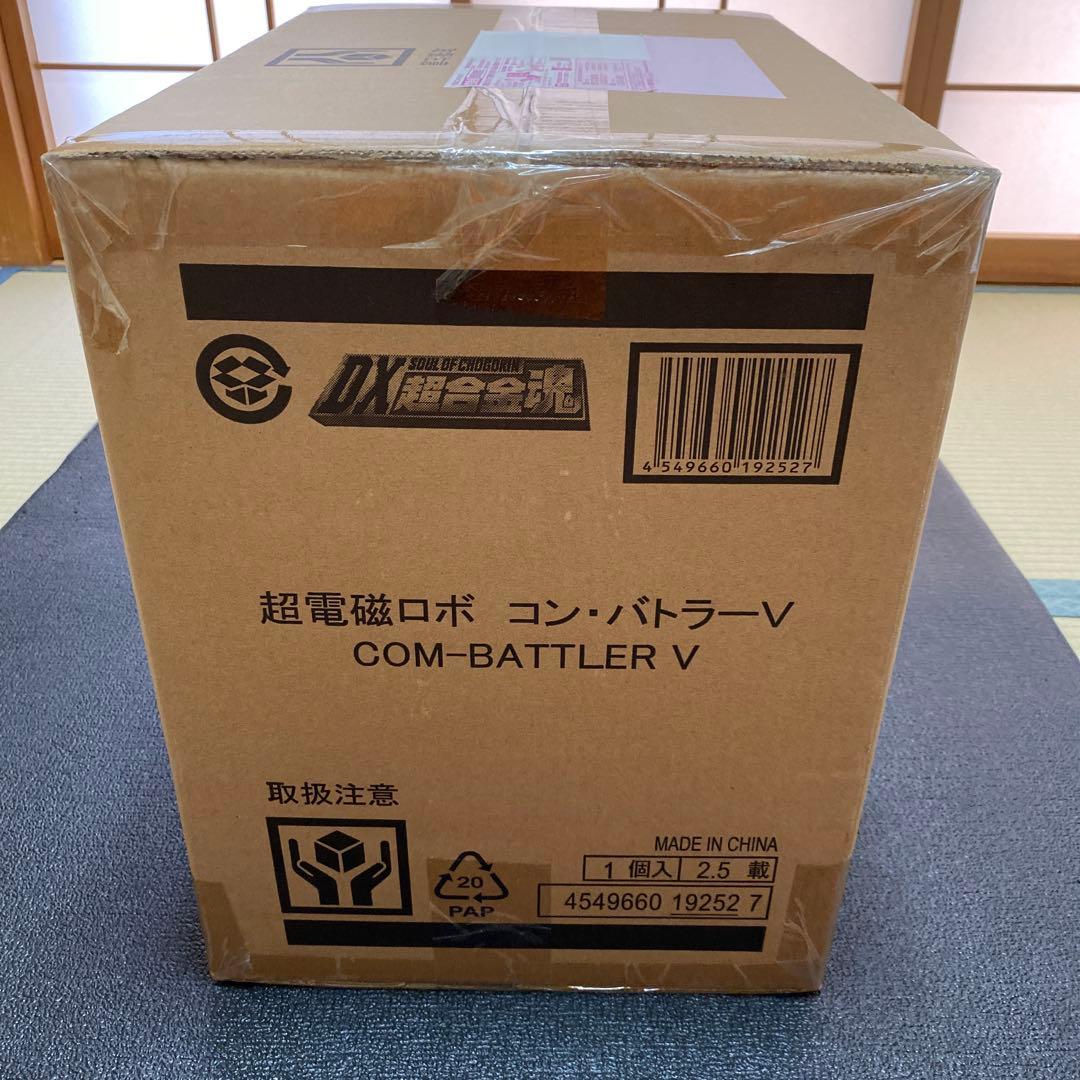 SOUL OF CHOGOKIN
DX超合金魂
4 549660 192527
超電磁ロボ コン・バトラーV
COM-BATTLER V
取扱注意
MADE IN CHINA
1 個入 2.5 載
4549660 19252 7
20
PAP